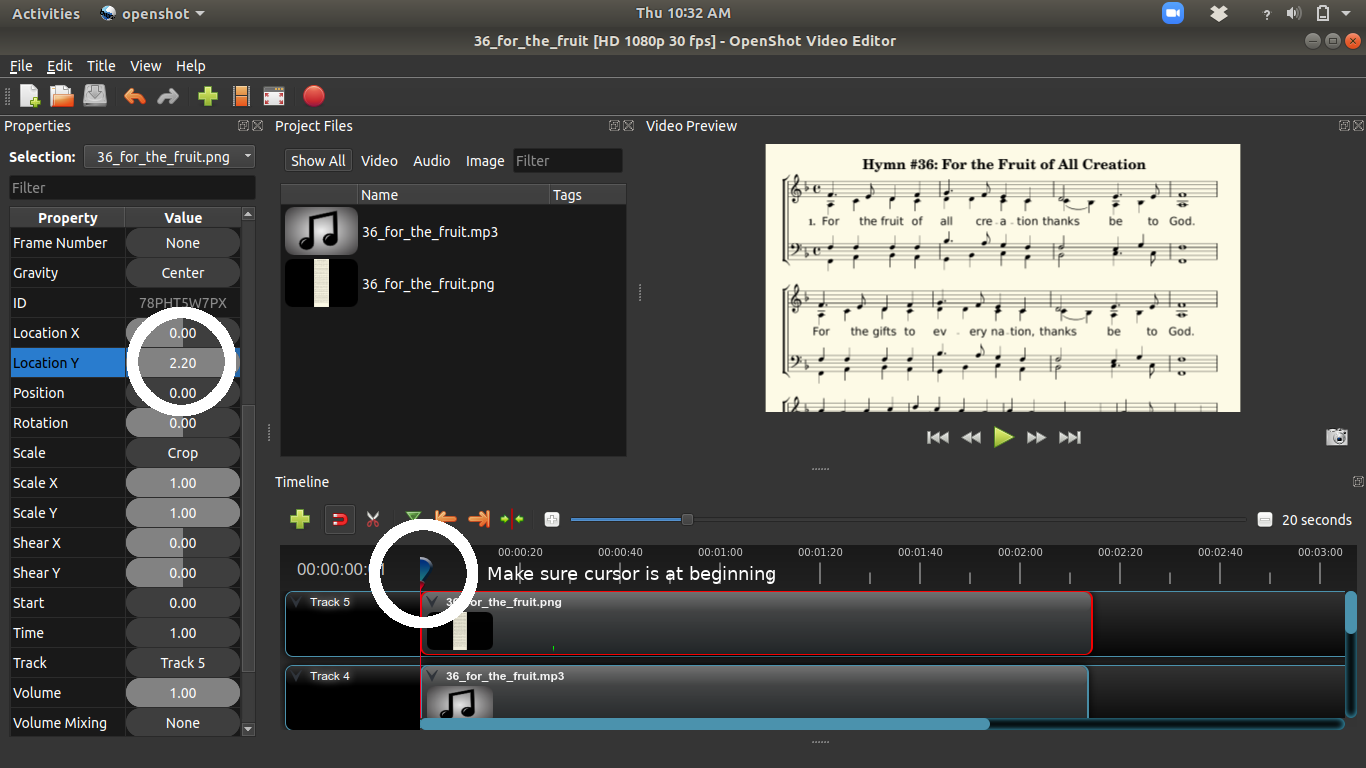 Activities openshot Thu 10:32 AM ?
36_for_the_fruit [HD 1080p 30 fps] - OpenShot Video Editor
File Edit Title View Help
Properties
Selection: 36_for_the_fruit.png
Filter
Property Value
Frame Number None
Gravity Center
ID 78PHT5W7PX
Location X 0.00
Location Y 2.20
Position 0.00
Rotation 0.00
Scale Crop
Scale X 1.00
Scale Y 1.00
Shear X 0.00
Shear Y 0.00
Start 0.00
Time 1.00
Track Track 5
Volume 1.00
Volume Mixing None
Project Files
Show All Video Audio Image Filter
Name Tags
36_for_the_fruit.mp3
36_for_the_fruit.png
Video Preview
Hymn #36: For the Fruit of All Creation
1. For the fruit of all cre - a - tion thanks be to God.
For the gifts to ev - ery na - tion, thanks be to God.
Timeline
20 seconds
00:00:20 00:00:40 00:01:00 00:01:20 00:01:40 00:02:00 00:02:20 00:02:40 00:03:00
00:00:00
Make sure cursor is at beginning
Track 5 36_for_the_fruit.png
Track 4 36_for_the_fruit.mp3